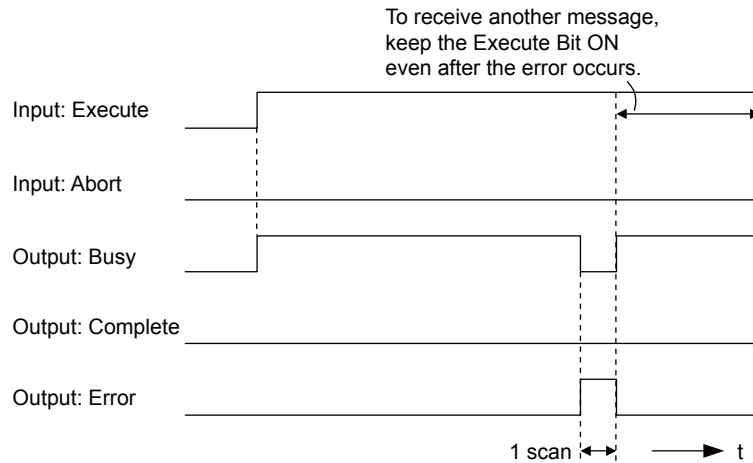 To receive another message,
keep the Execute Bit ON
even after the error occurs.
Input: Execute
Input: Abort
Output: Busy
Output: Complete
Output: Error
1 scan
t